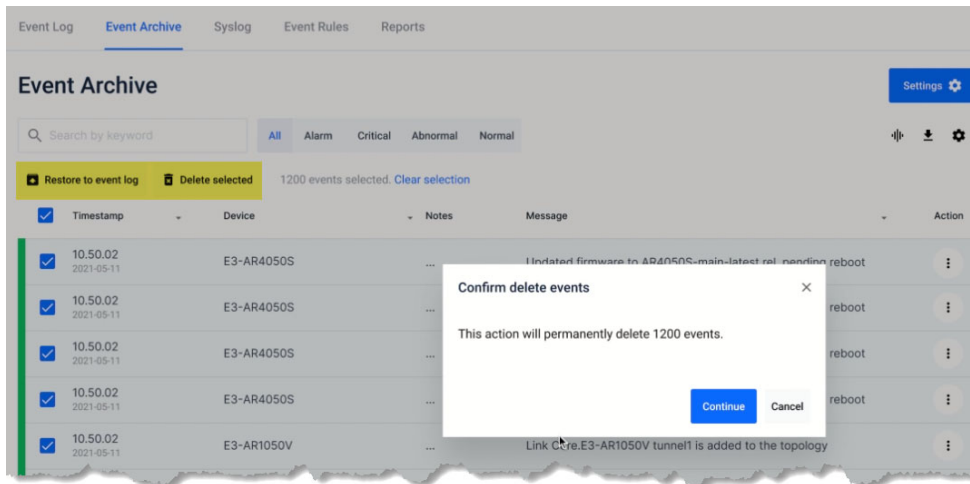 Event Log Event Archive Syslog Event Rules Reports
Event Archive
Settings
Search by keyword All Alarm Critical Abnormal Normal
Restore to event log Delete selected 1200 events selected. Clear selection
Timestamp Device Notes Message Action
10.50.02
2021-05-11
E3-AR4050S ... Updated firmware to AR4050S-main-latest.rel, pending reboot
10.50.02
2021-05-11
E3-AR4050S ... reboot
10.50.02
2021-05-11
E3-AR4050S ... reboot
10.50.02
2021-05-11
E3-AR4050S ... reboot
10.50.02
2021-05-11
E3-AR1050V ... Link Core.E3-AR1050V tunnel1 is added to the topology
Confirm delete events
This action will permanently delete 1200 events.
Continue Cancel